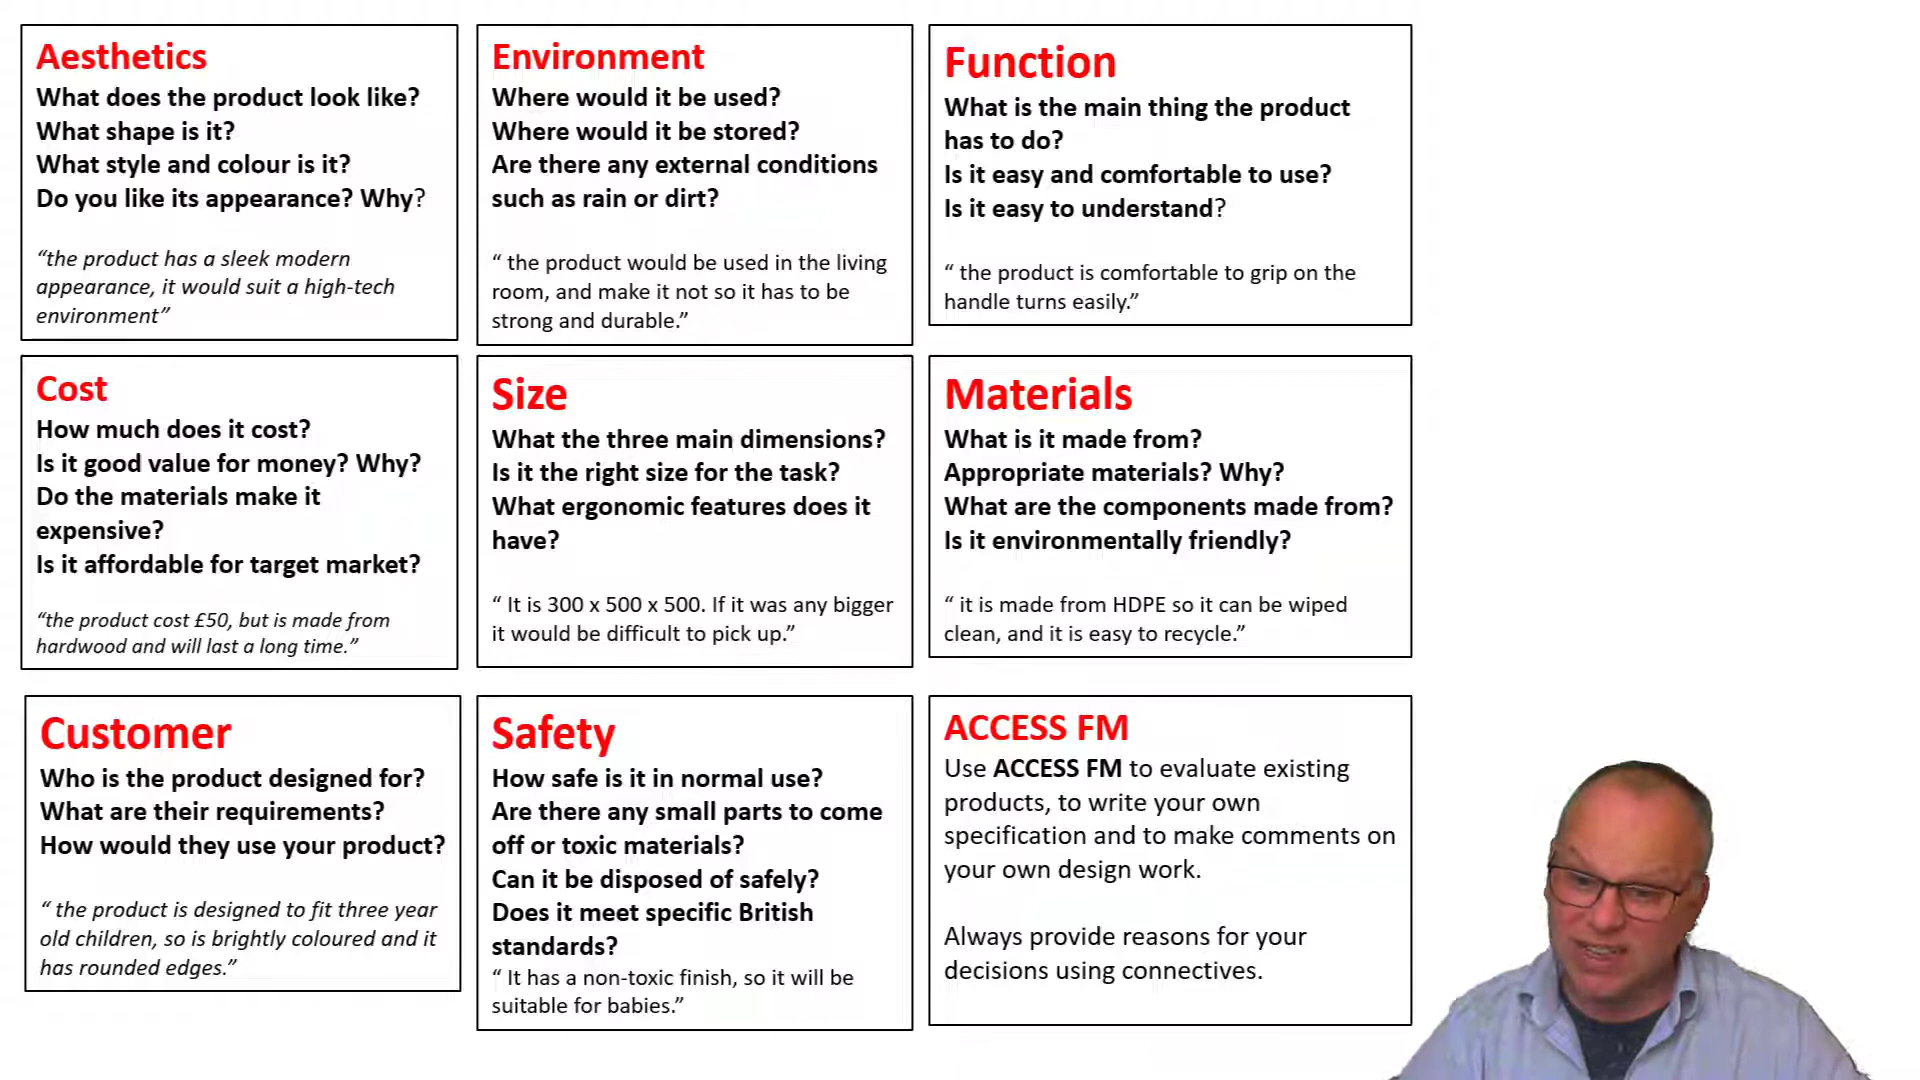 Aesthetics
What does the product look like?
What shape is it?
What style and colour is it?
Do you like its appearance? Why?
“the product has a sleek modern
appearance, it would suit a high-tech
environment”
Environment
Where would it be used?
Where would it be stored?
Are there any external conditions
such as rain or dirt?
“ the product would be used in the living
room, and make it not so it has to be
strong and durable.”
Function
What is the main thing the product
has to do?
Is it easy and comfortable to use?
Is it easy to understand?
“ the product is comfortable to grip on the
handle turns easily.”
Cost
How much does it cost?
Is it good value for money? Why?
Do the materials make it
expensive?
Is it affordable for target market?
“the product cost £50, but is made from
hardwood and will last a long time.”
Size
What the three main dimensions?
Is it the right size for the task?
What ergonomic features does it
have?
“ It is 300 x 500 x 500. If it was any bigger
it would be difficult to pick up.”
Materials
What is it made from?
Appropriate materials? Why?
What are the components made from?
Is it environmentally friendly?
“ it is made from HDPE so it can be wiped
clean, and it is easy to recycle.”
Customer
Who is the product designed for?
What are their requirements?
How would they use your product?
“ the product is designed to fit three year
old children, so is brightly coloured and it
has rounded edges.”
Safety
How safe is it in normal use?
Are there any small parts to come
off or toxic materials?
Can it be disposed of safely?
Does it meet specific British
standards?
“ It has a non-toxic finish, so it will be
suitable for babies.”
ACCESS FM
Use ACCESS FM to evaluate existing
products, to write your own
specification and to make comments on
your own design work.
Always provide reasons for your
decisions using connectives.